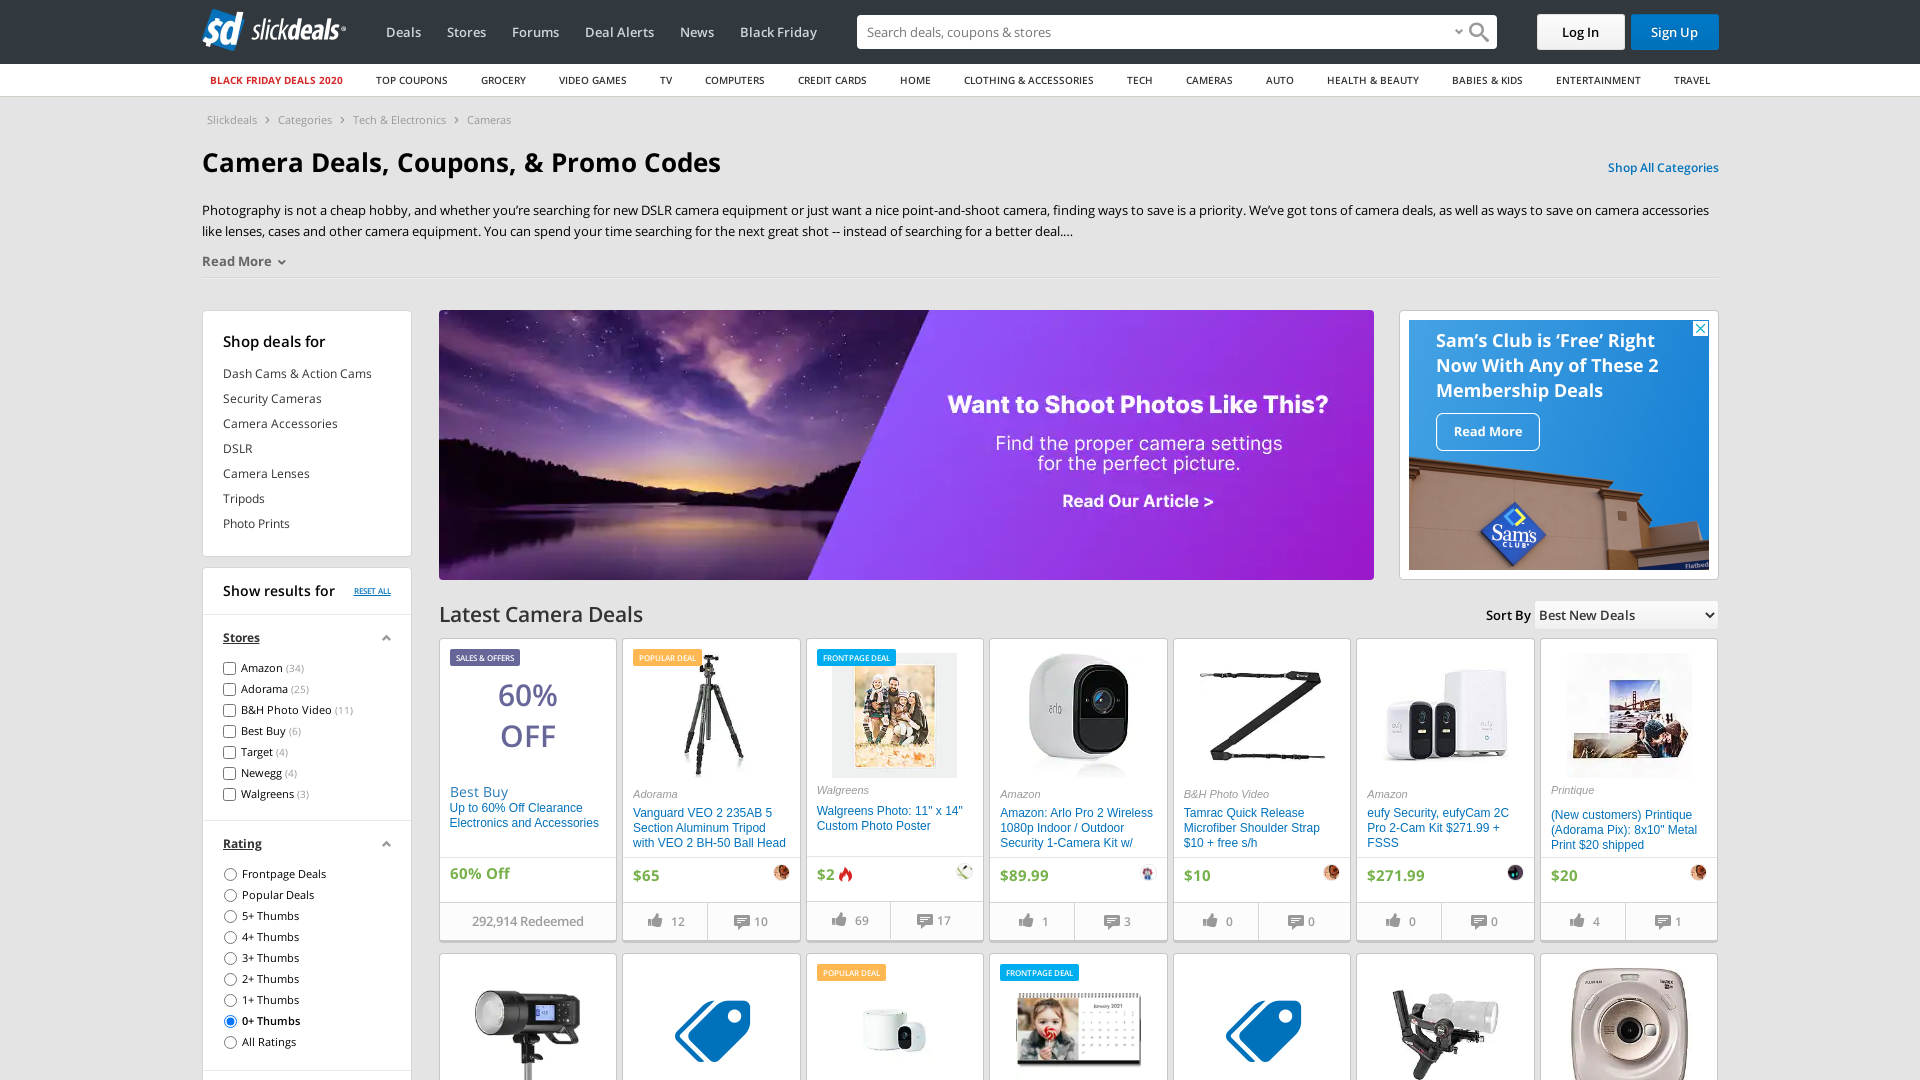 sd slickdeals
Deals
Stores
Forums
Deal Alerts
News
Black Friday
Search deals, coupons & stores
Log In
Sign Up
BLACK FRIDAY DEALS 2020
TOP COUPONS
GROCERY
VIDEO GAMES
TV
COMPUTERS
CREDIT CARDS
HOME
CLOTHING & ACCESSORIES
TECH
CAMERAS
AUTO
HEALTH & BEAUTY
BABIES & KIDS
ENTERTAINMENT
TRAVEL
Slickdeals > Categories > Tech & Electronics > Cameras
Camera Deals, Coupons, & Promo Codes
Shop All Categories
Photography is not a cheap hobby, and whether you’re searching for new DSLR camera equipment or just want a nice point-and-shoot camera, finding ways to save is a priority. We’ve got tons of camera deals, as well as ways to save on camera accessories
like lenses, cases and other camera equipment. You can spend your time searching for the next great shot -- instead of searching for a better deal.…
Read More
Shop deals for
Dash Cams & Action Cams
Security Cameras
Camera Accessories
DSLR
Camera Lenses
Tripods
Photo Prints
Want to Shoot Photos Like This?
Find the proper camera settings
for the perfect picture.
Read Our Article >
Sam’s Club is ‘Free’ Right
Now With Any of These 2
Membership Deals
Read More
Sam's
CLUB
Show results for
RESET ALL
Stores
Amazon (34)
Adorama (25)
B&H Photo Video (11)
Best Buy (6)
Target (4)
Newegg (4)
Walgreens (3)
Rating
Frontpage Deals
Popular Deals
5+ Thumbs
4+ Thumbs
3+ Thumbs
2+ Thumbs
1+ Thumbs
0+ Thumbs
All Ratings
Latest Camera Deals
Sort By
Best New Deals
SALES & OFFERS
60%
OFF
Best Buy
Up to 60% Off Clearance
Electronics and Accessories
60% Off
292,914 Redeemed
POPULAR DEAL
Adorama
Vanguard VEO 2 235AB 5
Section Aluminum Tripod
with VEO 2 BH-50 Ball Head
$65
12
10
FRONTPAGE DEAL
Walgreens
Walgreens Photo: 11" x 14"
Custom Photo Poster
$2
69
17
arlo
Amazon
Amazon: Arlo Pro 2 Wireless
1080p Indoor / Outdoor
Security 1-Camera Kit w/
$89.99
1
3
B&H Photo Video
Tamrac Quick Release
Microfiber Shoulder Strap
$10 + free s/h
$10
0
0
Amazon
eufy Security, eufyCam 2C
Pro 2-Cam Kit $271.99 +
FSSS
$271.99
0
0
Printique
(New customers) Printique
(Adorama Pix): 8x10" Metal
Print $20 shipped
$20
4
1
POPULAR DEAL
FRONTPAGE DEAL
January 2021